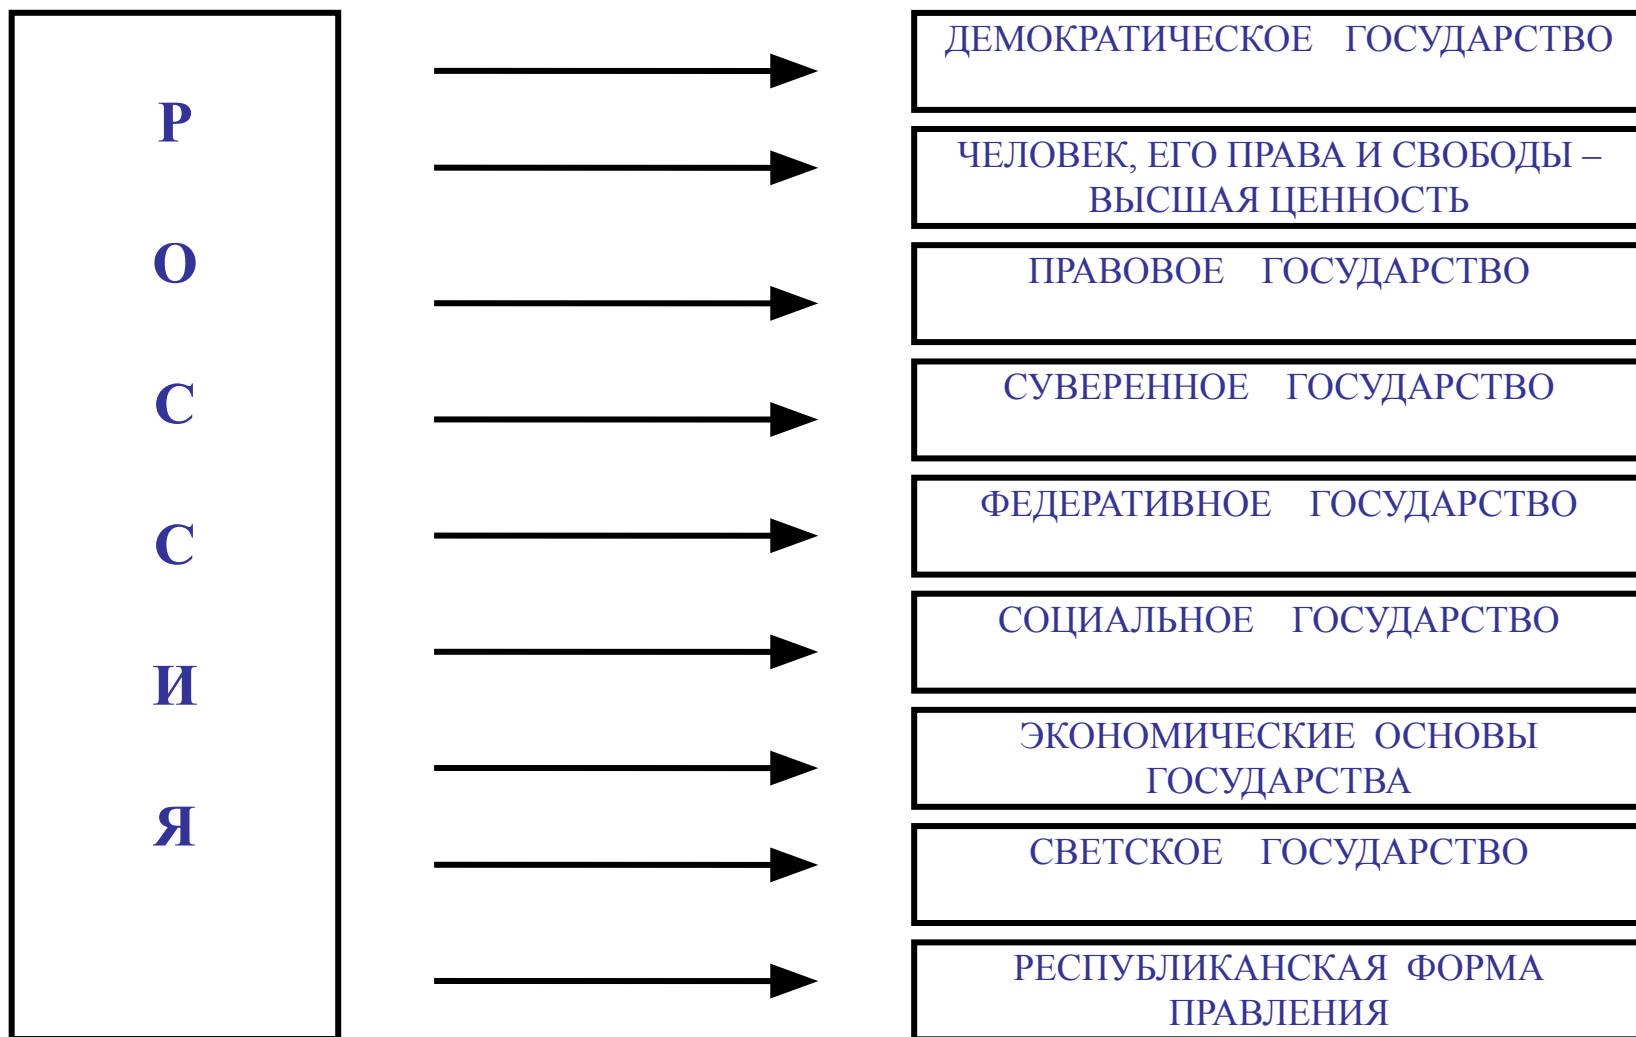 Р
О
С
С
И
Я
ДЕМОКРАТИЧЕСКОЕ ГОСУДАРСТВО
ЧЕЛОВЕК, ЕГО ПРАВА И СВОБОДЫ –
ВЫСШАЯ ЦЕННОСТЬ
ПРАВОВОЕ ГОСУДАРСТВО
СУВЕРЕННОЕ ГОСУДАРСТВО
ФЕДЕРАТИВНОЕ ГОСУДАРСТВО
СОЦИАЛЬНОЕ ГОСУДАРСТВО
ЭКОНОМИЧЕСКИЕ ОСНОВЫ
ГОСУДАРСТВА
СВЕТСКОЕ ГОСУДАРСТВО
РЕСПУБЛИКАНСКАЯ ФОРМА
ПРАВЛЕНИЯ